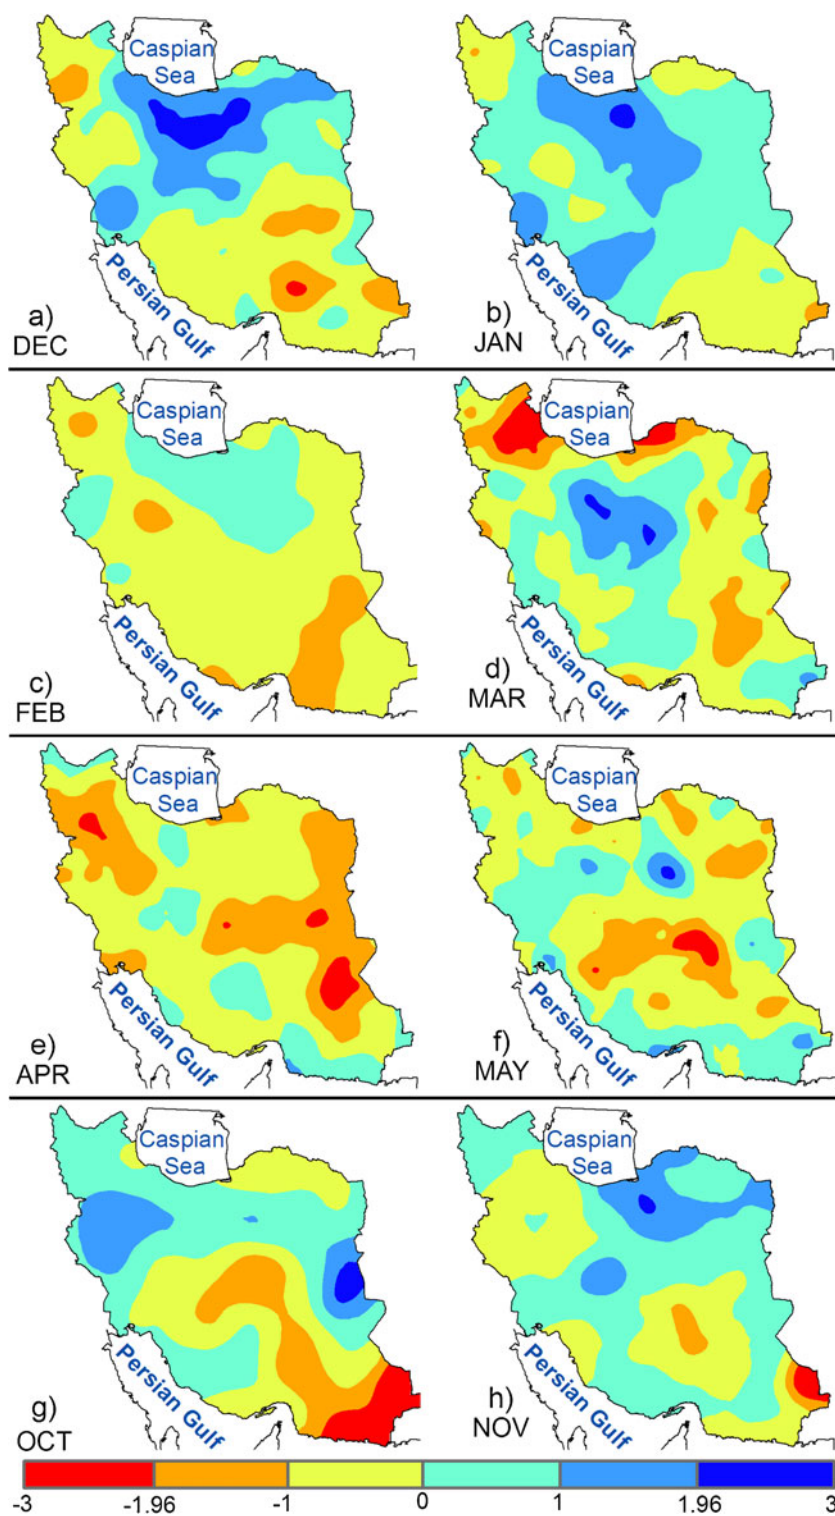 Caspian
Sea
Persian Gulf
a)
DEC
Caspian
Sea
Persian Gulf
b)
JAN
Caspian
Sea
Persian Gulf
c)
FEB
Caspian
Sea
Persian Gulf
d)
MAR
Caspian
Sea
Persian Gulf
e)
APR
Caspian
Sea
Persian Gulf
f)
MAY
Caspian
Sea
Persian Gulf
g)
OCT
Caspian
Sea
Persian Gulf
h)
NOV
-3 -1.96 -1 0 1 1.96 3